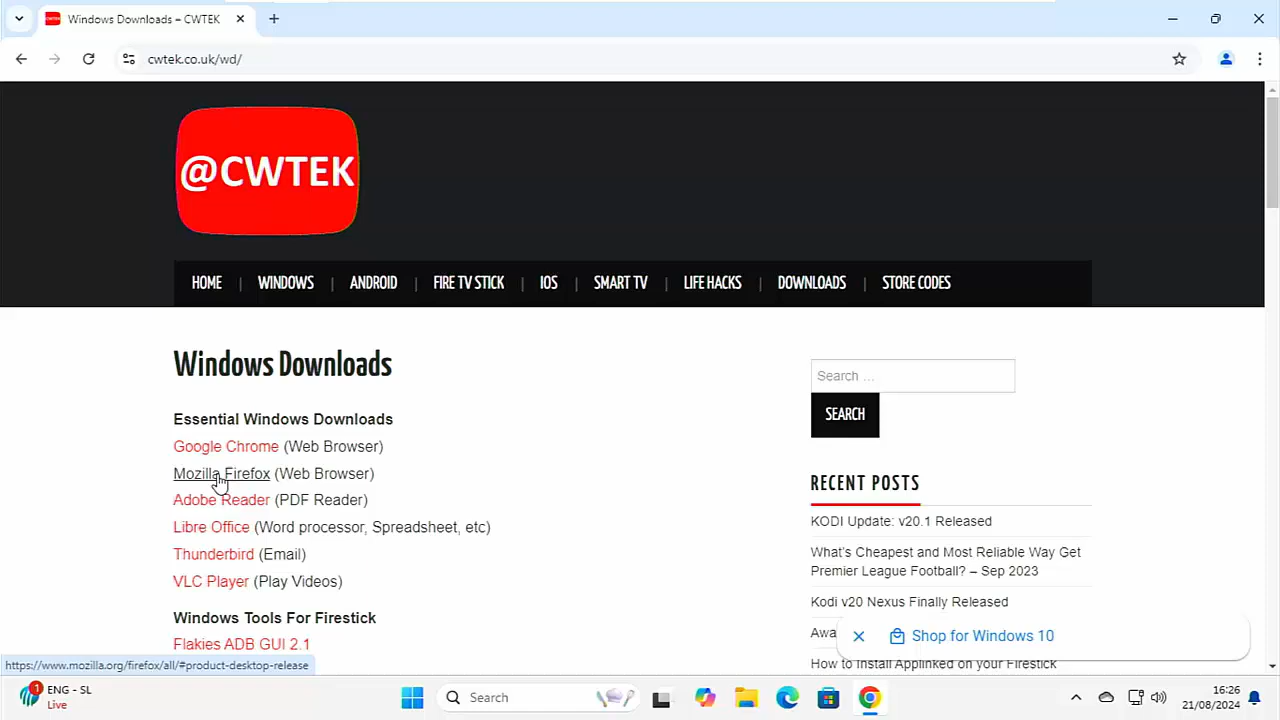 Windows Downloads – CWTEK
cwtek.co.uk/wd/
@CWTEK
HOME | WINDOWS | ANDROID | FIRE TV STICK | IOS | SMART TV | LIFE HACKS | DOWNLOADS | STORE CODES
Windows Downloads
Essential Windows Downloads
Google Chrome (Web Browser)
Mozilla Firefox (Web Browser)
Adobe Reader (PDF Reader)
Libre Office (Word processor, Spreadsheet, etc)
Thunderbird (Email)
VLC Player (Play Videos)
Windows Tools For Firestick
Flakies ADB GUI 2.1
Search ...
SEARCH
RECENT POSTS
KODI Update: v20.1 Released
What's Cheapest and Most Reliable Way Get
Premier League Football? – Sep 2023
Kodi v20 Nexus Finally Released
Awa
Shop for Windows 10
How to Install Applinked on your Firestick
https://www.mozilla.org/firefox/all/#product-desktop-release
1
ENG - SL
Live
Search
16:26
21/08/2024